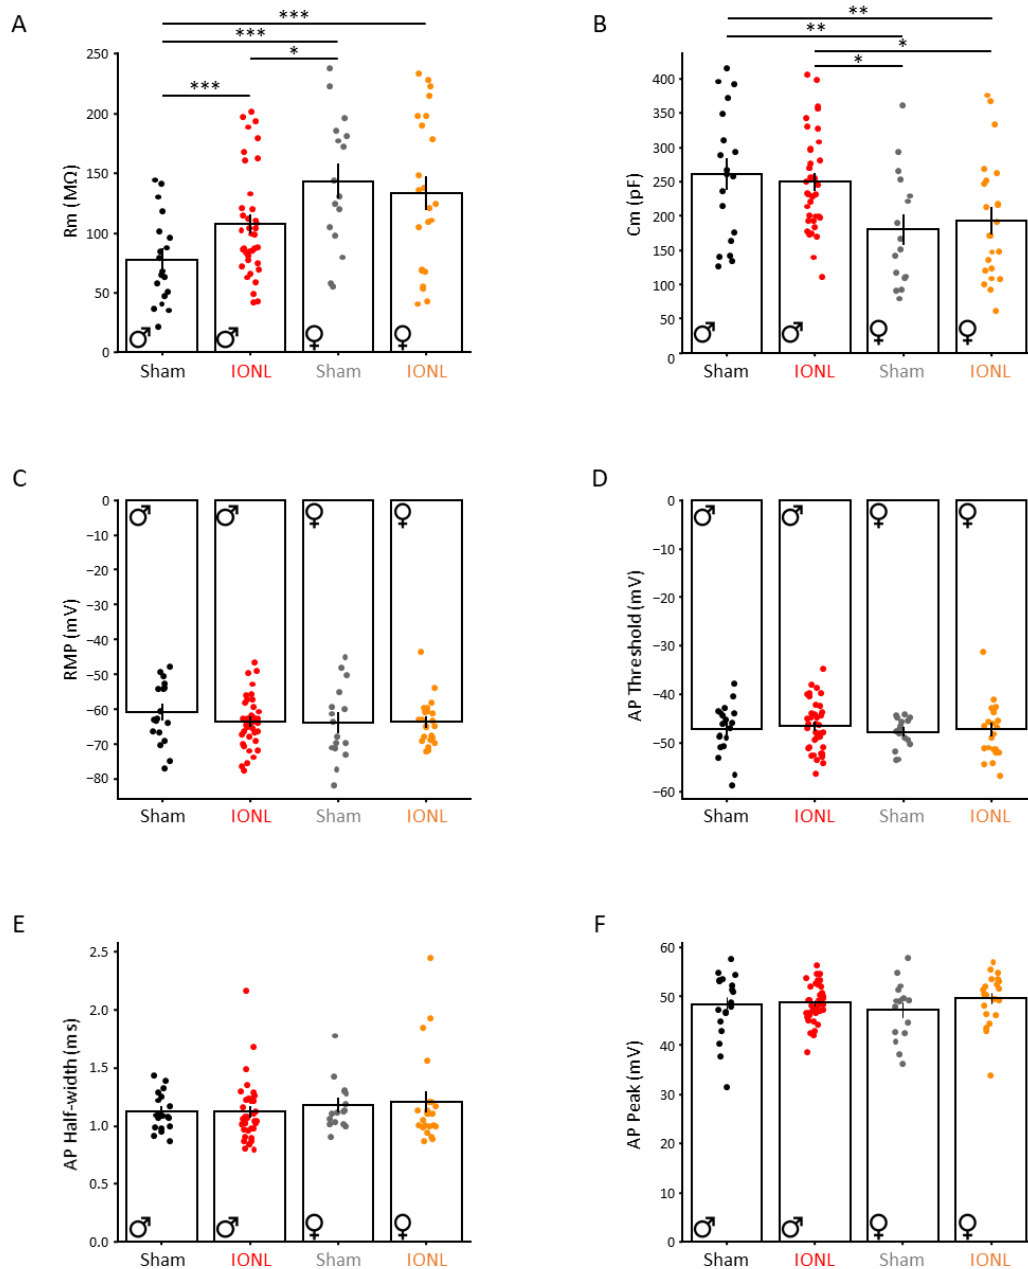 A
***
***
*
***
Rm (MΩ)
250
200
150
100
50
0
♂ ♂ ♀ ♀
Sham IONL Sham IONL
B
**
**
*
*
Cm (pF)
400
350
300
250
200
150
100
50
0
♂ ♂ ♀ ♀
Sham IONL Sham IONL
C
RMP (mV)
0
−10
−20
−30
−40
−50
−60
−70
−80
♂ ♂ ♀ ♀
Sham IONL Sham IONL
D
AP Threshold (mV)
0
−10
−20
−30
−40
−50
−60
♂ ♂ ♀ ♀
Sham IONL Sham IONL
E
AP Half-width (ms)
2.5
2.0
1.5
1.0
0.5
0.0
♂ ♂ ♀ ♀
Sham IONL Sham IONL
F
AP Peak (mV)
60
50
40
30
20
10
0
♂ ♂ ♀ ♀
Sham IONL Sham IONL